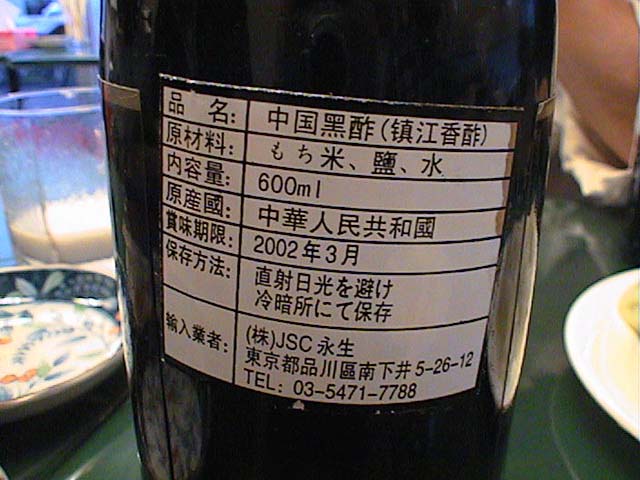 品 名: 中国黑酢(镇江香酢)
原材料: もち米、鹽、水
内容量: 600ml
原産國: 中華人民共和國
賞味期限: 2002年3月
保存方法: 直射日光を避け
冷暗所にて保存
輸入業者: (株)JSC永生
東京都品川區南下井5-26-12
TEL: 03-5471-7788